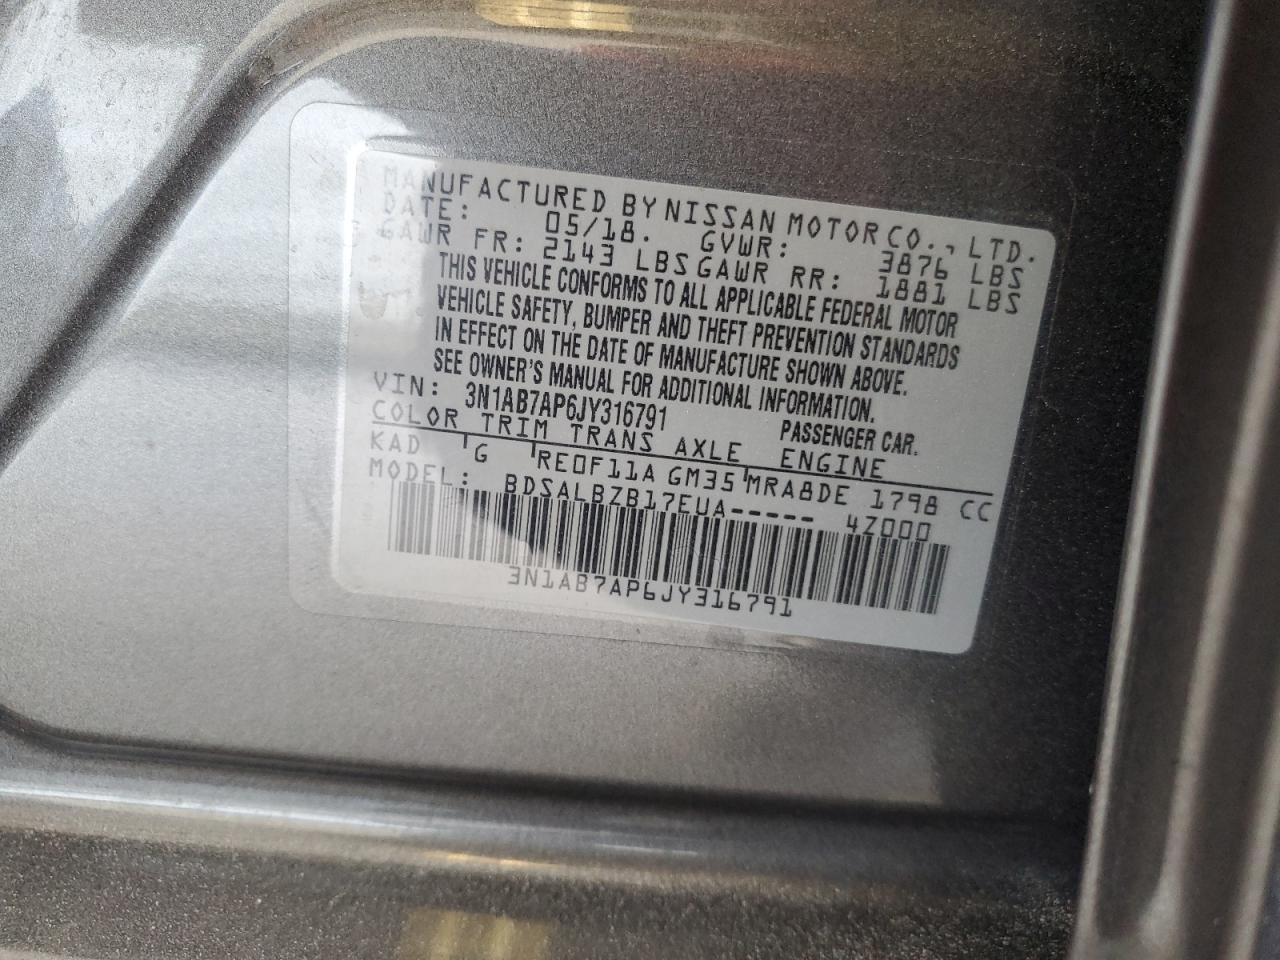 MANUFACTURED BY NISSAN MOTOR CO., LTD.
DATE: 05/18. GVWR: 3876 LBS
GAWR FR: 2143 LBS GAWR RR: 1881 LBS
THIS VEHICLE CONFORMS TO ALL APPLICABLE FEDERAL MOTOR
VEHICLE SAFETY, BUMPER AND THEFT PREVENTION STANDARDS
IN EFFECT ON THE DATE OF MANUFACTURE SHOWN ABOVE.
SEE OWNER'S MANUAL FOR ADDITIONAL INFORMATION.
VIN: 3N1AB7AP6JY316791 PASSENGER CAR.
COLOR TRIM TRANS AXLE ENGINE
KAD G RE0F11A GM35 MRA8DE 1798 CC
MODEL: BDSALBZB17EUA----- 4Z000
3N1AB7AP6JY316791